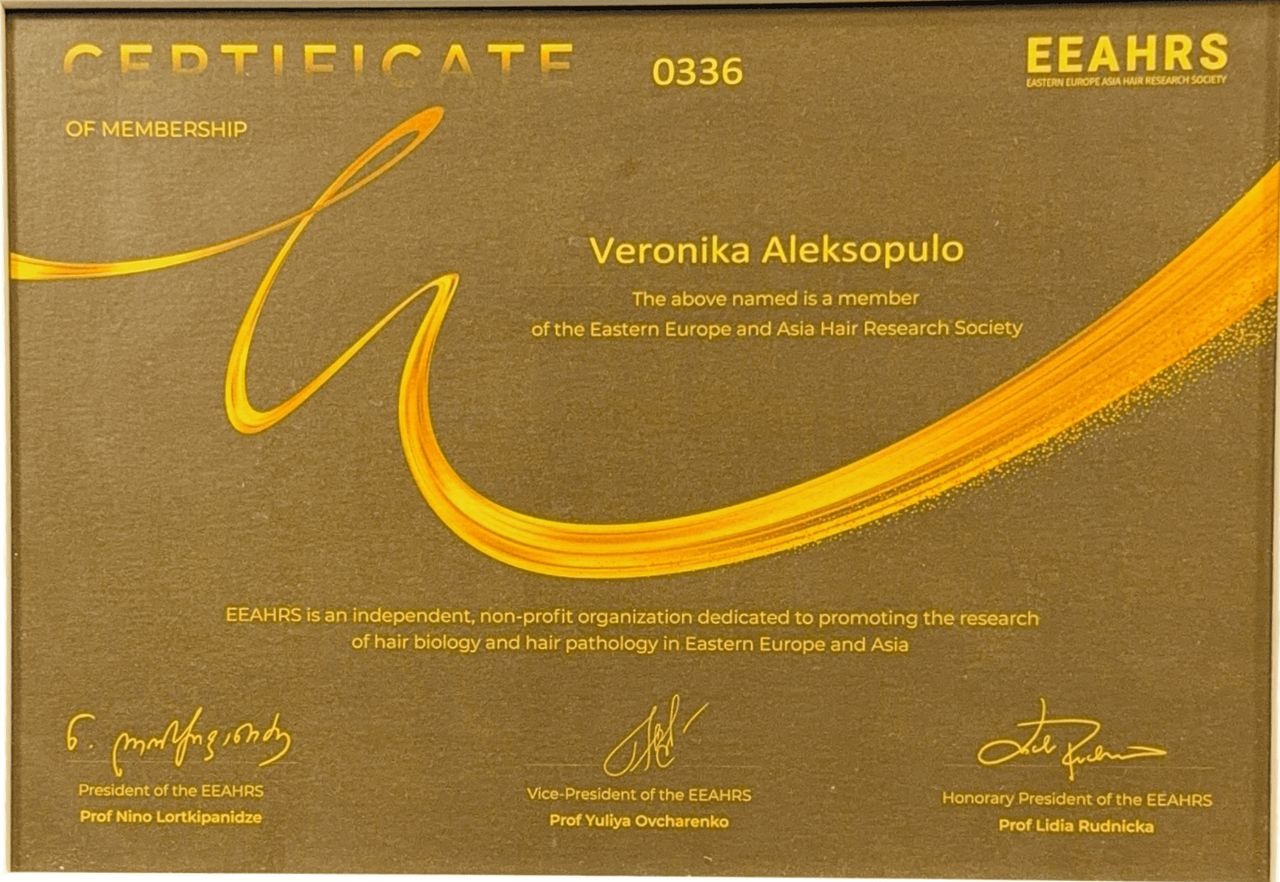 CERTIFICATE
0336
EEAHRS
EASTERN EUROPE ASIA HAIR RESEARCH SOCIETY
OF MEMBERSHIP
Veronika Aleksopulo
The above named is a member
of the Eastern Europe and Asia Hair Research Society
EEAHRS is an independent, non-profit organization dedicated to promoting the research
of hair biology and hair pathology in Eastern Europe and Asia
President of the EEAHRS
Prof Nino Lortkipanidze
Vice-President of the EEAHRS
Prof Yuliya Ovcharenko
Honorary President of the EEAHRS
Prof Lidia Rudnicka